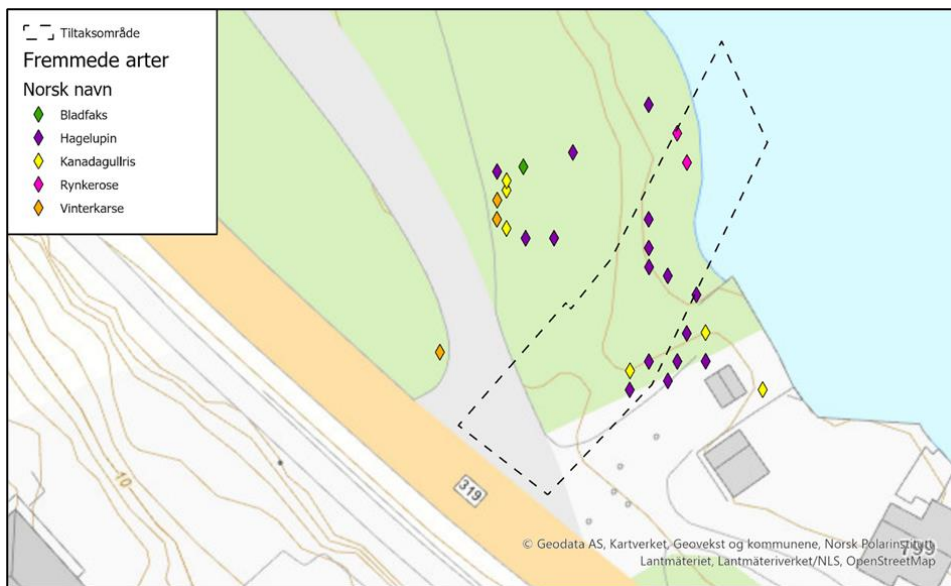 Tiltaksområde
Fremmede arter
Norsk navn
Bladfaks
Hagelupin
Kanadagullris
Rynkerose
Vinterkarse
10
319
799
© Geodata AS, Kartverket, Geovekst og kommunene, Norsk Polarinstitutt,
Lantmäteriet, Lantmäteriverket/NLS, OpenStreetMap